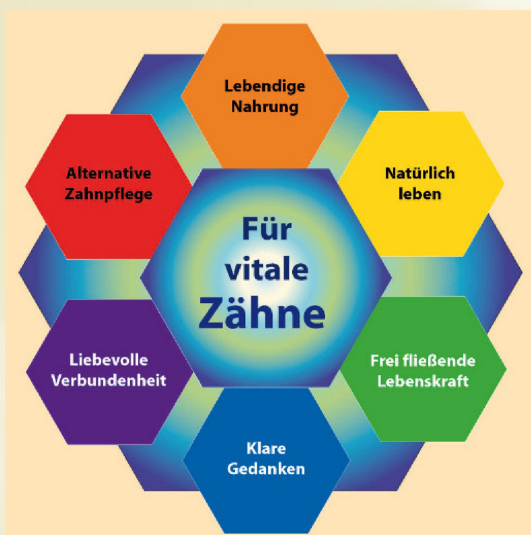 Lebendige
Nahrung
Alternative
Zahnpflege
Natürlich
leben
Für
vitale
Zähne
Liebevolle
Verbundenheit
Frei fließende
Lebenskraft
Klare
Gedanken